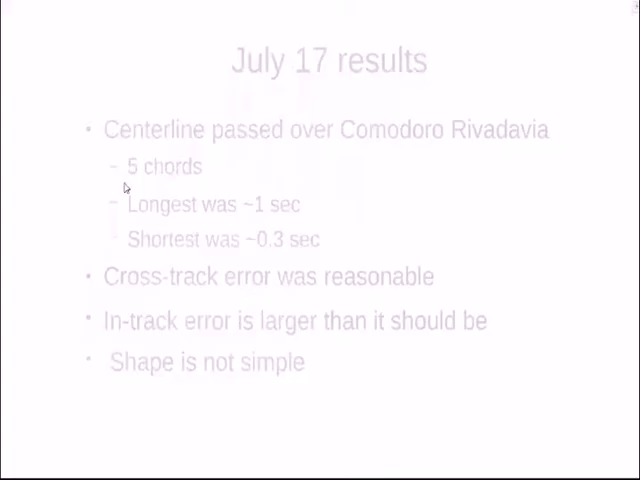 July 17 results
• Centerline passed over Comodoro Rivadavia
– 5 chords
– Longest was ~1 sec
Shortest was ~0.3 sec
• Cross-track error was reasonable
• In-track error is larger than it should be
• Shape is not simple